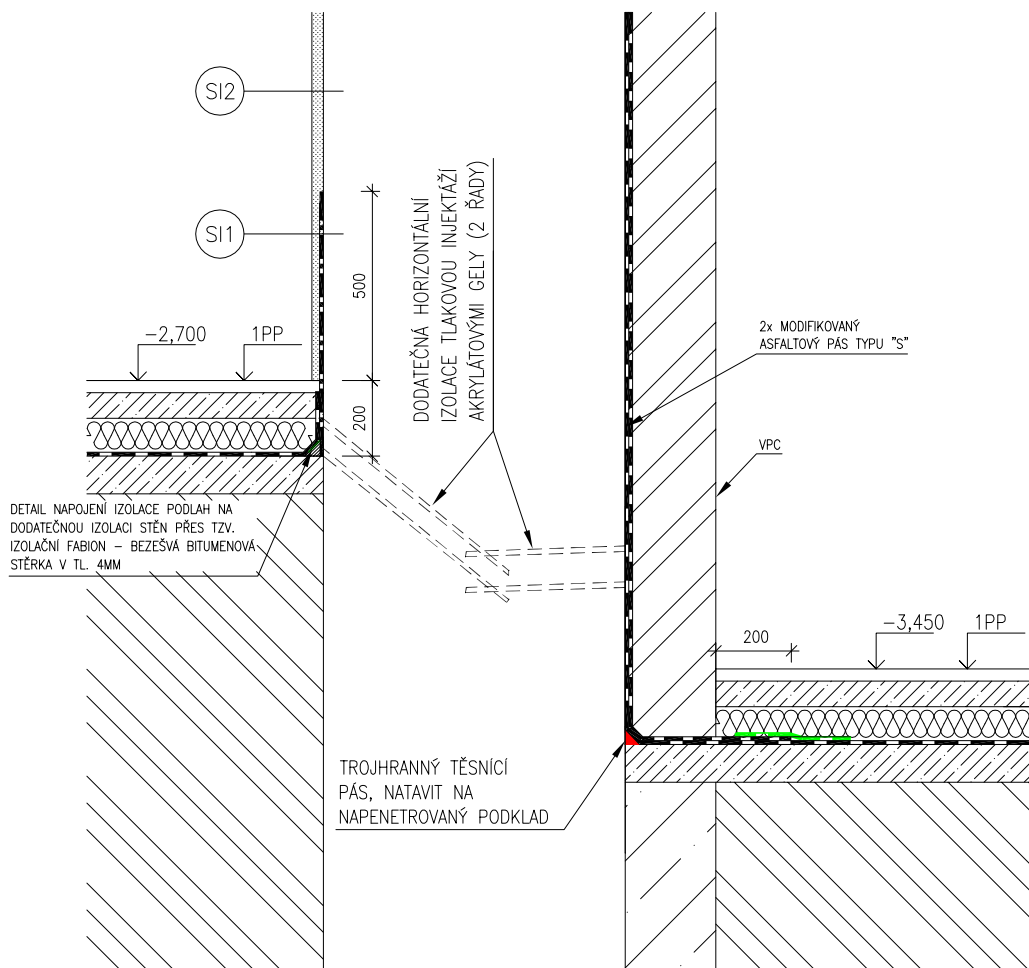 SI2
SI1
500
200
DODATEČNÁ HORIZONTÁLNÍ
IZOLACE TLAKOVOU INJEKTÁŽÍ
AKRYLÁTOVÝMI GELY (2 ŘADY)
-2,700
1PP
2x MODIFIKOVANÝ
ASFALTOVÝ PÁS TYPU "S"
VPC
DETAIL NAPOJENÍ IZOLACE PODLAH NA
DODATEČNOU IZOLACI STĚN PŘES TZV.
IZOLAČNÍ FABION – BEZEŠVÁ BITUMENOVÁ
STĚRKA V TL. 4MM
200
-3,450
1PP
TROJHRANNÝ TĚSNÍCÍ
PÁS, NATAVIT NA
NAPENETROVANÝ PODKLAD